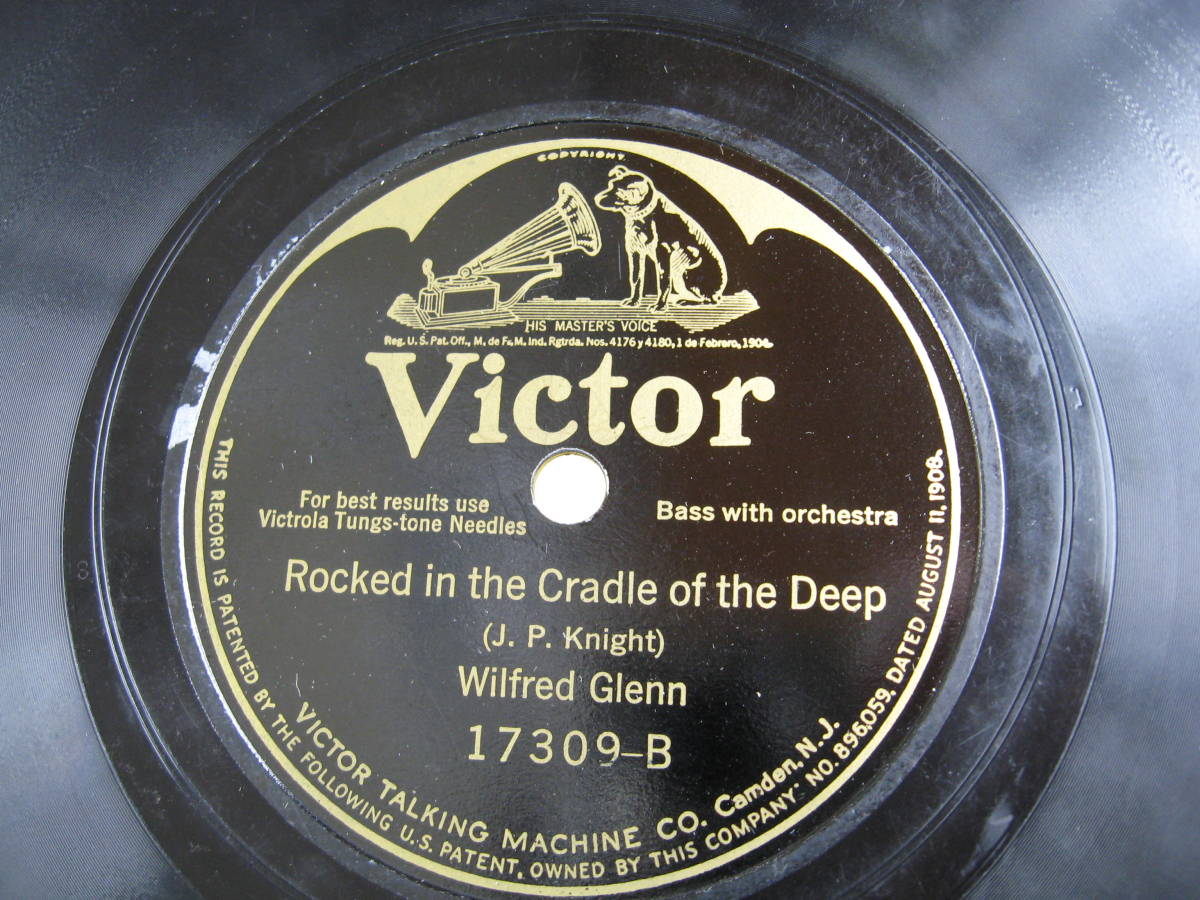 COPYRIGHT.
HIS MASTER'S VOICE
Reg. U. S. Pat. Off., M. de F., M. Ind. Rgtrda. Nos. 4176 y 4180, 1 de Febrero, 1906.
Victor
For best results use
Victrola Tungs-tone Needles
Bass with orchestra
Rocked in the Cradle of the Deep
(J. P. Knight)
Wilfred Glenn
17309-B
VICTOR TALKING MACHINE CO. Camden, N. J.
THIS RECORD IS PATENTED BY THE FOLLOWING U.S. PATENT, OWNED BY THIS COMPANY: NO. 896,059, DATED AUGUST 11, 1908.